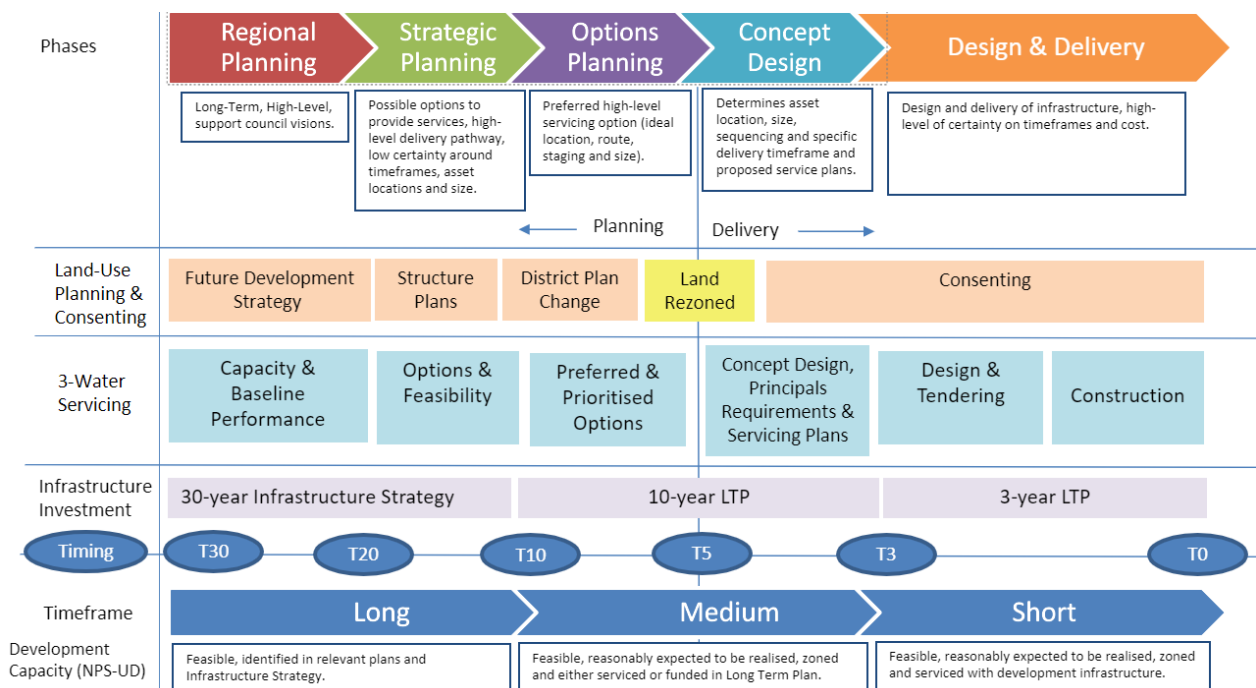 Phases
Regional
Planning
Strategic
Planning
Options
Planning
Concept
Design
Design & Delivery
Long-Term, High-Level,
support council visions.
Possible options to
provide services, high-
level delivery pathway,
low certainty around
timeframes, asset
locations and size.
Preferred high-level
servicing option (ideal
location, route,
staging and size).
Determines asset
location, size,
sequencing and specific
delivery timeframe and
proposed service plans.
Design and delivery of infrastructure, high-
level of certainty on timeframes and cost.
Planning
Delivery
Land-Use
Planning &
Consenting
Future Development
Strategy
Structure
Plans
District Plan
Change
Land
Rezoned
Consenting
3-Water
Servicing
Capacity &
Baseline
Performance
Options &
Feasibility
Preferred &
Prioritised
Options
Concept Design,
Principals
Requirements &
Servicing Plans
Design &
Tendering
Construction
Infrastructure
Investment
30-year Infrastructure Strategy
10-year LTP
3-year LTP
Timing
T30
T20
T10
T5
T3
T0
Timeframe
Long
Medium
Short
Development
Capacity (NPS-UD)
Feasible, identified in relevant plans and
Infrastructure Strategy.
Feasible, reasonably expected to be realised, zoned
and either serviced or funded in Long Term Plan.
Feasible, reasonably expected to be realised, zoned
and serviced with development infrastructure.